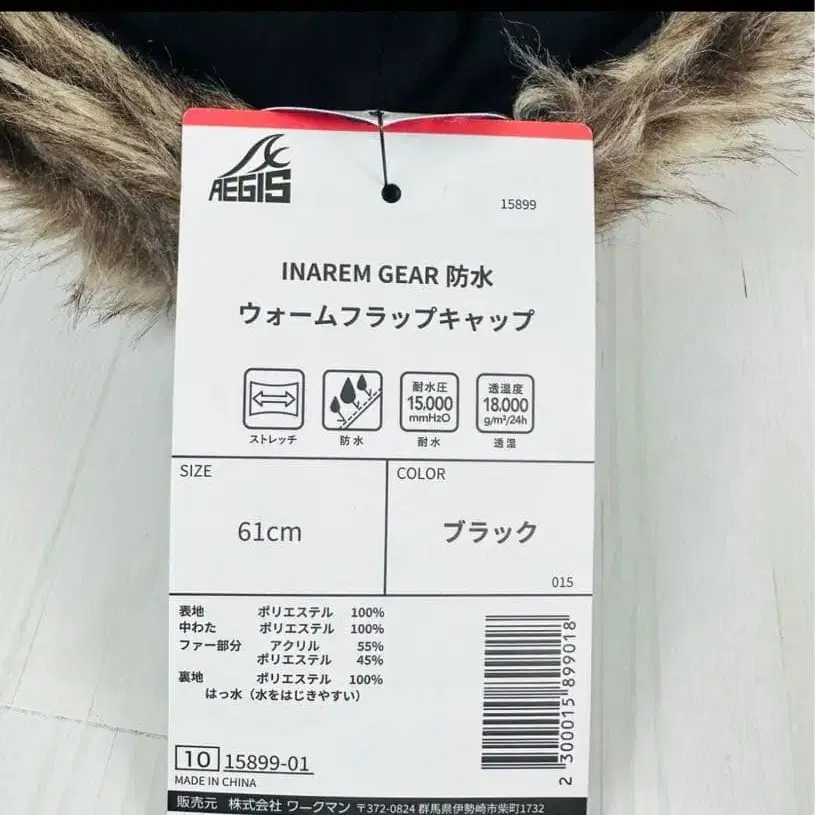 AEGIS
15899
INAREM GEAR 防水
ウォームフラップキャップ
耐水圧
15,000
mmH2O
透湿度
18,000
g/m²/24h
ストレッチ
防水
耐水
透湿
SIZE
61cm
COLOR
ブラック
015
表地 ポリエステル 100%
中わた ポリエステル 100%
ファー部分 アクリル 55%
ポリエステル 45%
裏地 ポリエステル 100%
はっ水（水をはじきやすい）
2 300015 899018
10 15899-01
MADE IN CHINA
販売元 株式会社 ワークマン 〒372-0824 群馬県伊勢崎市柴町1732